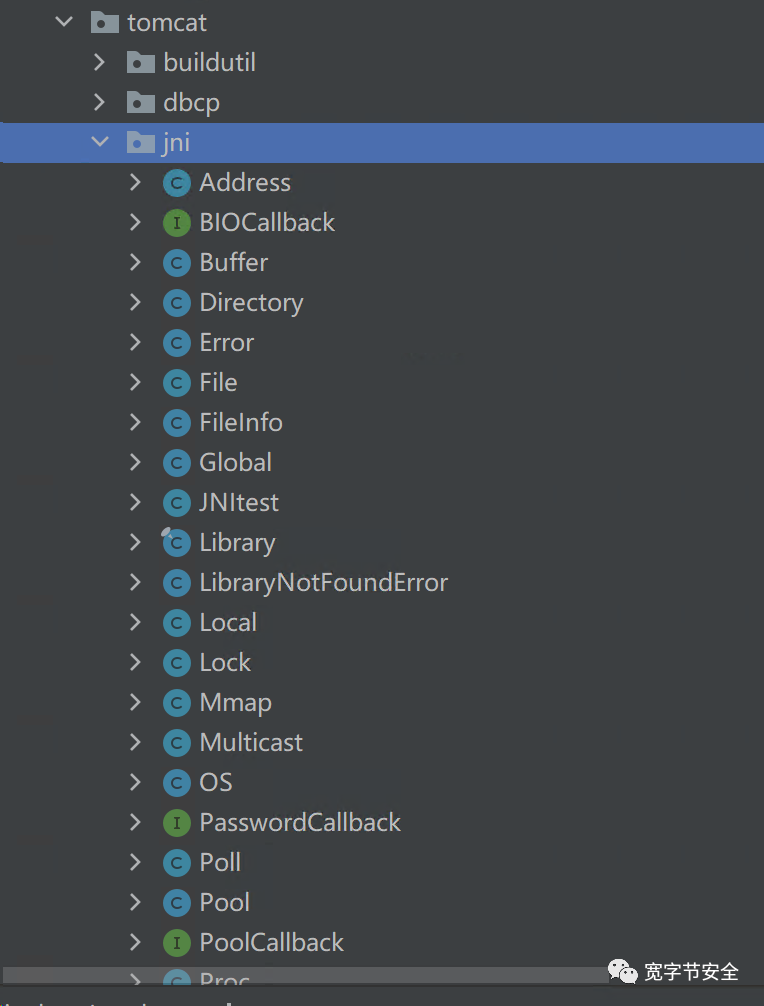 tomcat
buildutil
dbcp
jni
Address
BIOCallback
Buffer
Directory
Error
File
FileInfo
Global
JNItest
Library
LibraryNotFoundError
Local
Lock
Mmap
Multicast
OS
PasswordCallback
Poll
Pool
PoolCallback
Proc
宽字节安全